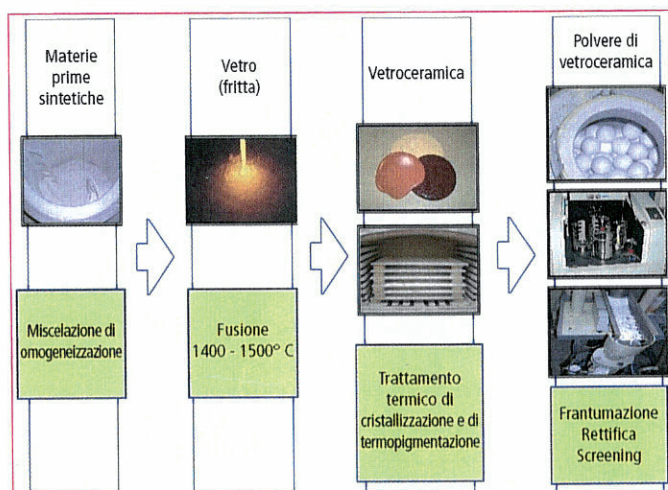 Materie
prime
sintetiche
Miscelazione di
omogeneizzazione
Vetro
(fritta)
Fusione
1400 - 1500° C
Vetroceramica
Trattamento
termico di
cristallizzazione e di
termopigmentazione
Polvere di
vetroceramica
Frantumazione
Rettifica
Screening